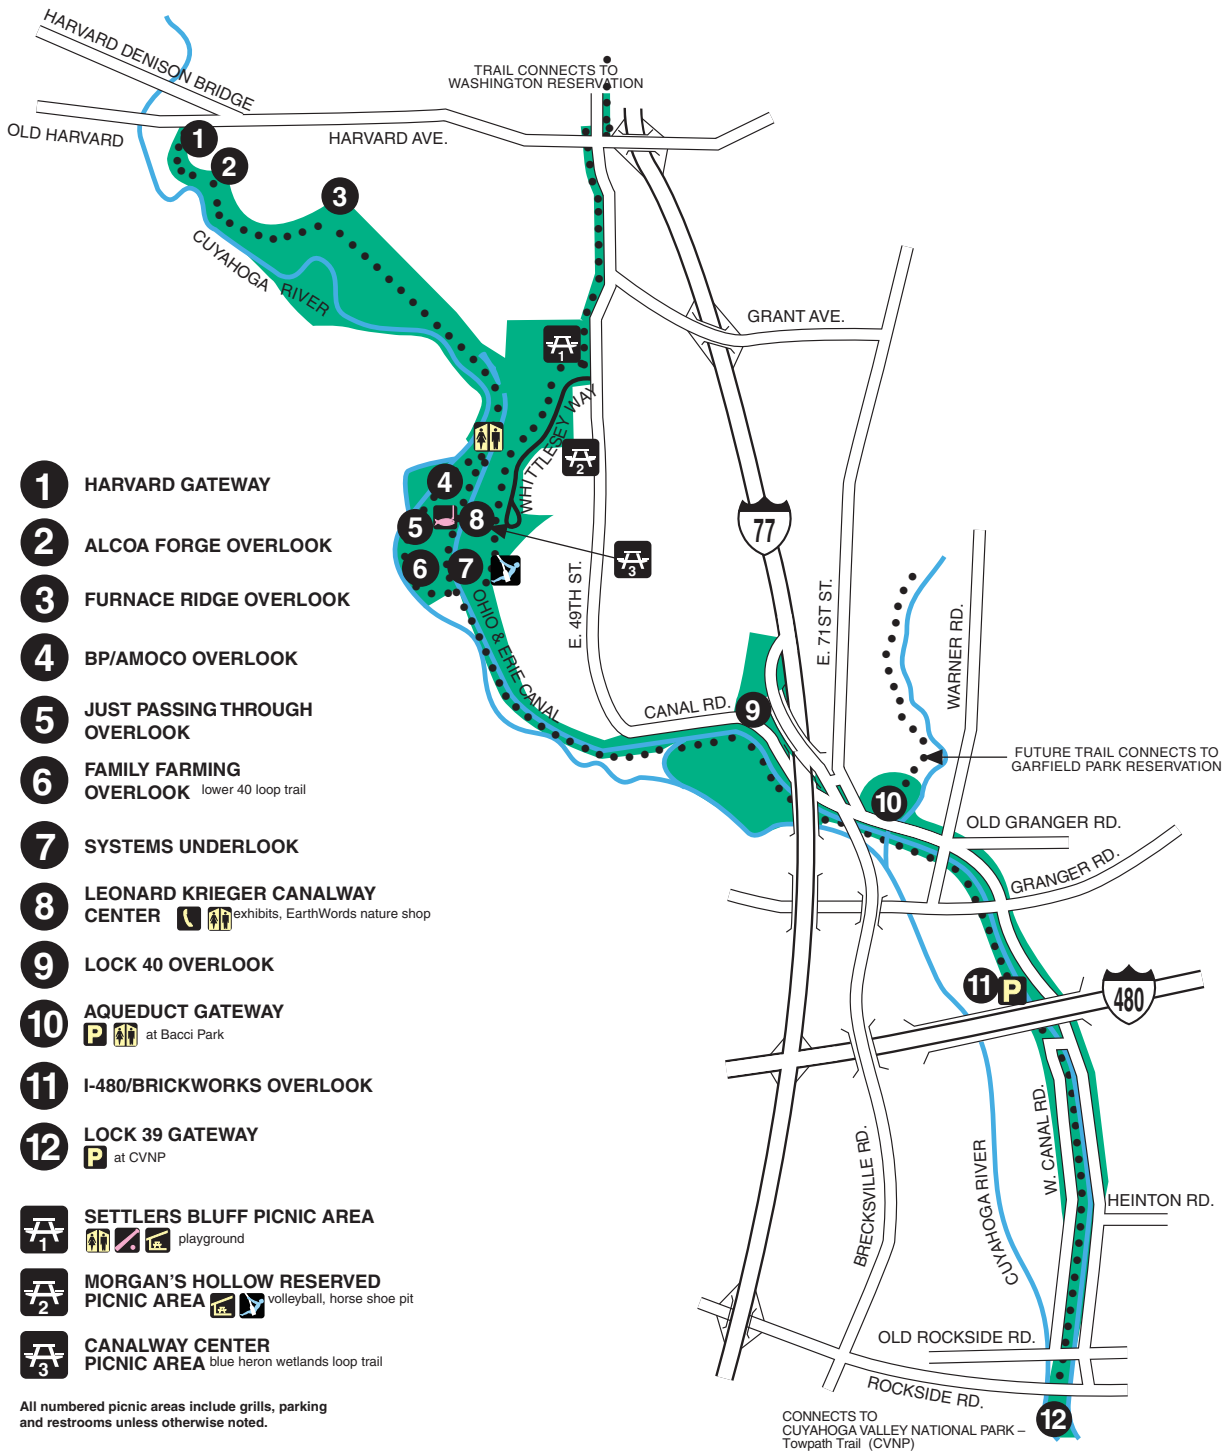 HARVARD DENISON BRIDGE
OLD HARVARD
HARVARD AVE.
TRAIL CONNECTS TO
WASHINGTON RESERVATION
1
2
3
CUYAHOGA RIVER
GRANT AVE.
1
WHITTLESEY WAY
2
4
5
8
6
7
3
77
OHIO & ERIE CANAL
E. 49TH ST.
E. 71ST ST.
WARNER RD.
CANAL RD.
9
FUTURE TRAIL CONNECTS TO
GARFIELD PARK RESERVATION
10
OLD GRANGER RD.
GRANGER RD.
11
P
480
W. CANAL RD.
BRECKSVILLE RD.
CUYAHOGA RIVER
HEINTON RD.
OLD ROCKSIDE RD.
ROCKSIDE RD.
12
CONNECTS TO
CUYAHOGA VALLEY NATIONAL PARK –
Towpath Trail (CVNP)
1 HARVARD GATEWAY
2 ALCOA FORGE OVERLOOK
3 FURNACE RIDGE OVERLOOK
4 BP/AMOCO OVERLOOK
5 JUST PASSING THROUGH
OVERLOOK
6 FAMILY FARMING
OVERLOOK lower 40 loop trail
7 SYSTEMS UNDERLOOK
8 LEONARD KRIEGER CANALWAY
CENTER exhibits, EarthWords nature shop
9 LOCK 40 OVERLOOK
10 AQUEDUCT GATEWAY
P at Bacci Park
11 I-480/BRICKWORKS OVERLOOK
12 LOCK 39 GATEWAY
P at CVNP
1 SETTLERS BLUFF PICNIC AREA
playground
2 MORGAN'S HOLLOW RESERVED
PICNIC AREA volleyball, horse shoe pit
3 CANALWAY CENTER
PICNIC AREA blue heron wetlands loop trail
All numbered picnic areas include grills, parking
and restrooms unless otherwise noted.